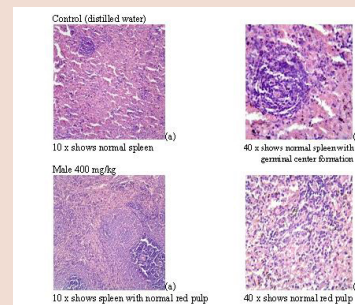 Control (distilled water)
(a)
(
10 x shows normal spleen
40 x shows normal spleen with
germinal center formation
Male 400 mg/kg
(a)
(
10 x shows spleen with normal red pulp
40 x shows normal red pulp